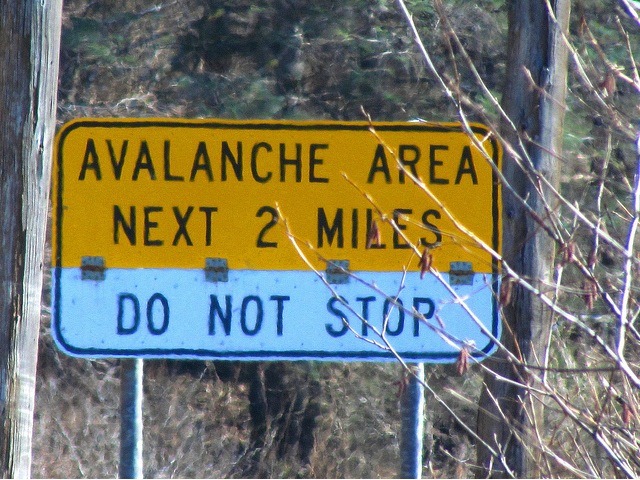 AVALANCHE AREA
NEXT 2 MILES
DO NOT STOP